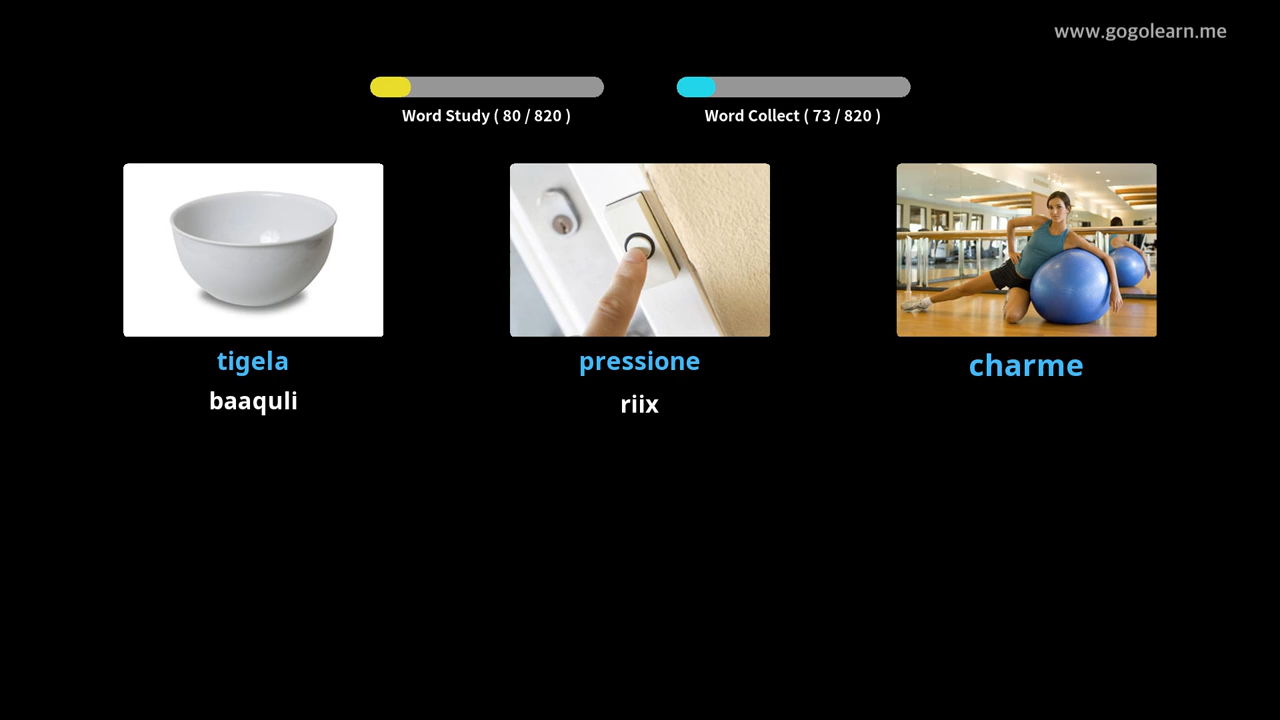 www.gogolearn.me
Word Study ( 80 / 820 )
Word Collect ( 73 / 820 )
tigela
pressione
charme
baaquli
riix